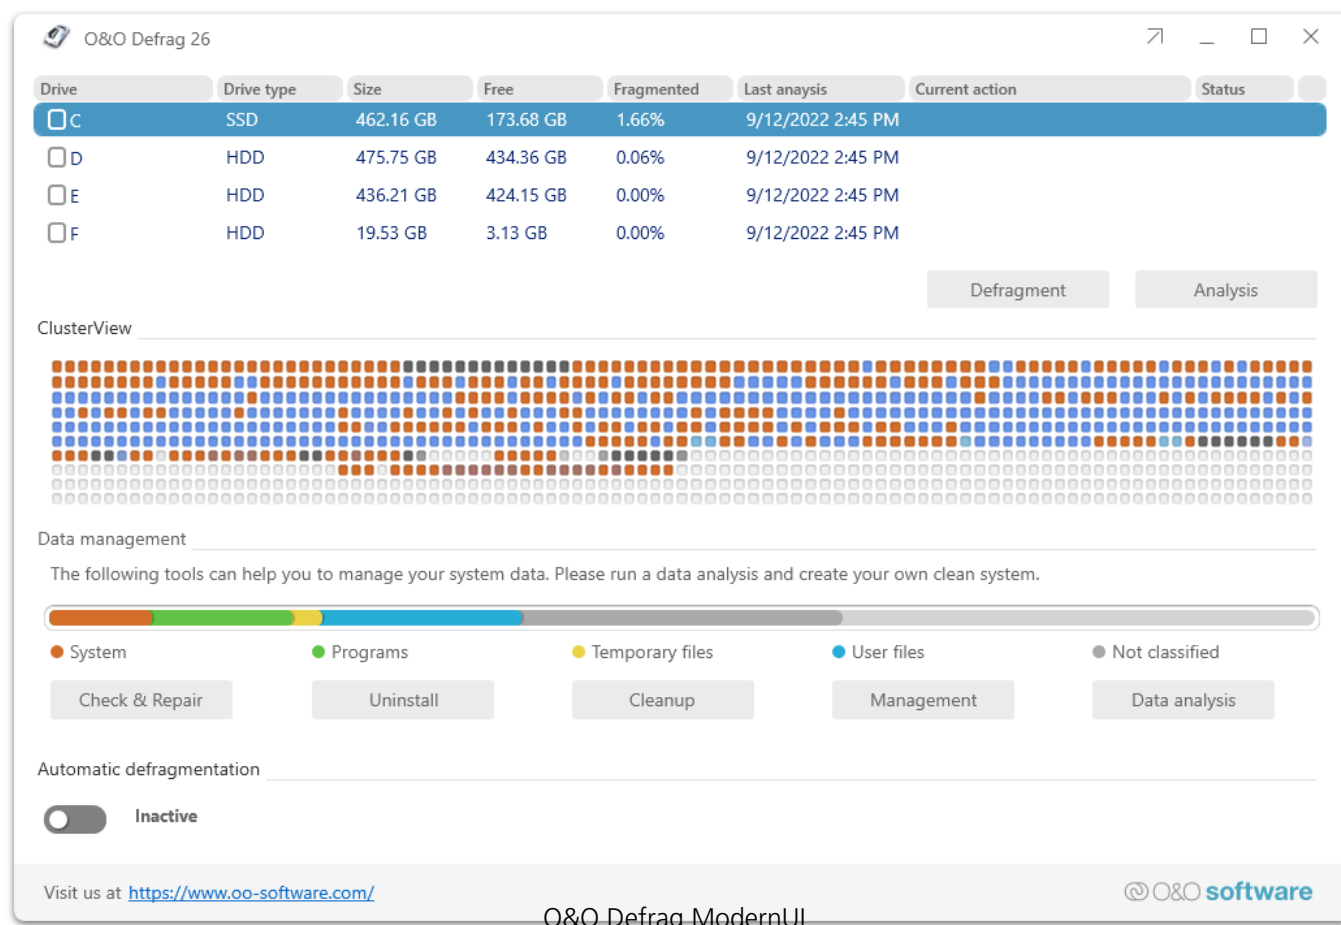 O&O Defrag 26
Drive Drive type Size Free Fragmented Last anaysis Current action Status
C SSD 462.16 GB 173.68 GB 1.66% 9/12/2022 2:45 PM
D HDD 475.75 GB 434.36 GB 0.06% 9/12/2022 2:45 PM
E HDD 436.21 GB 424.15 GB 0.00% 9/12/2022 2:45 PM
F HDD 19.53 GB 3.13 GB 0.00% 9/12/2022 2:45 PM
Defragment Analysis
ClusterView
Data management
The following tools can help you to manage your system data. Please run a data analysis and create your own clean system.
System Programs Temporary files User files Not classified
Check & Repair Uninstall Cleanup Management Data analysis
Automatic defragmentation
Inactive
Visit us at https://www.oo-software.com/ O&O software
O&O Defrag ModernUI